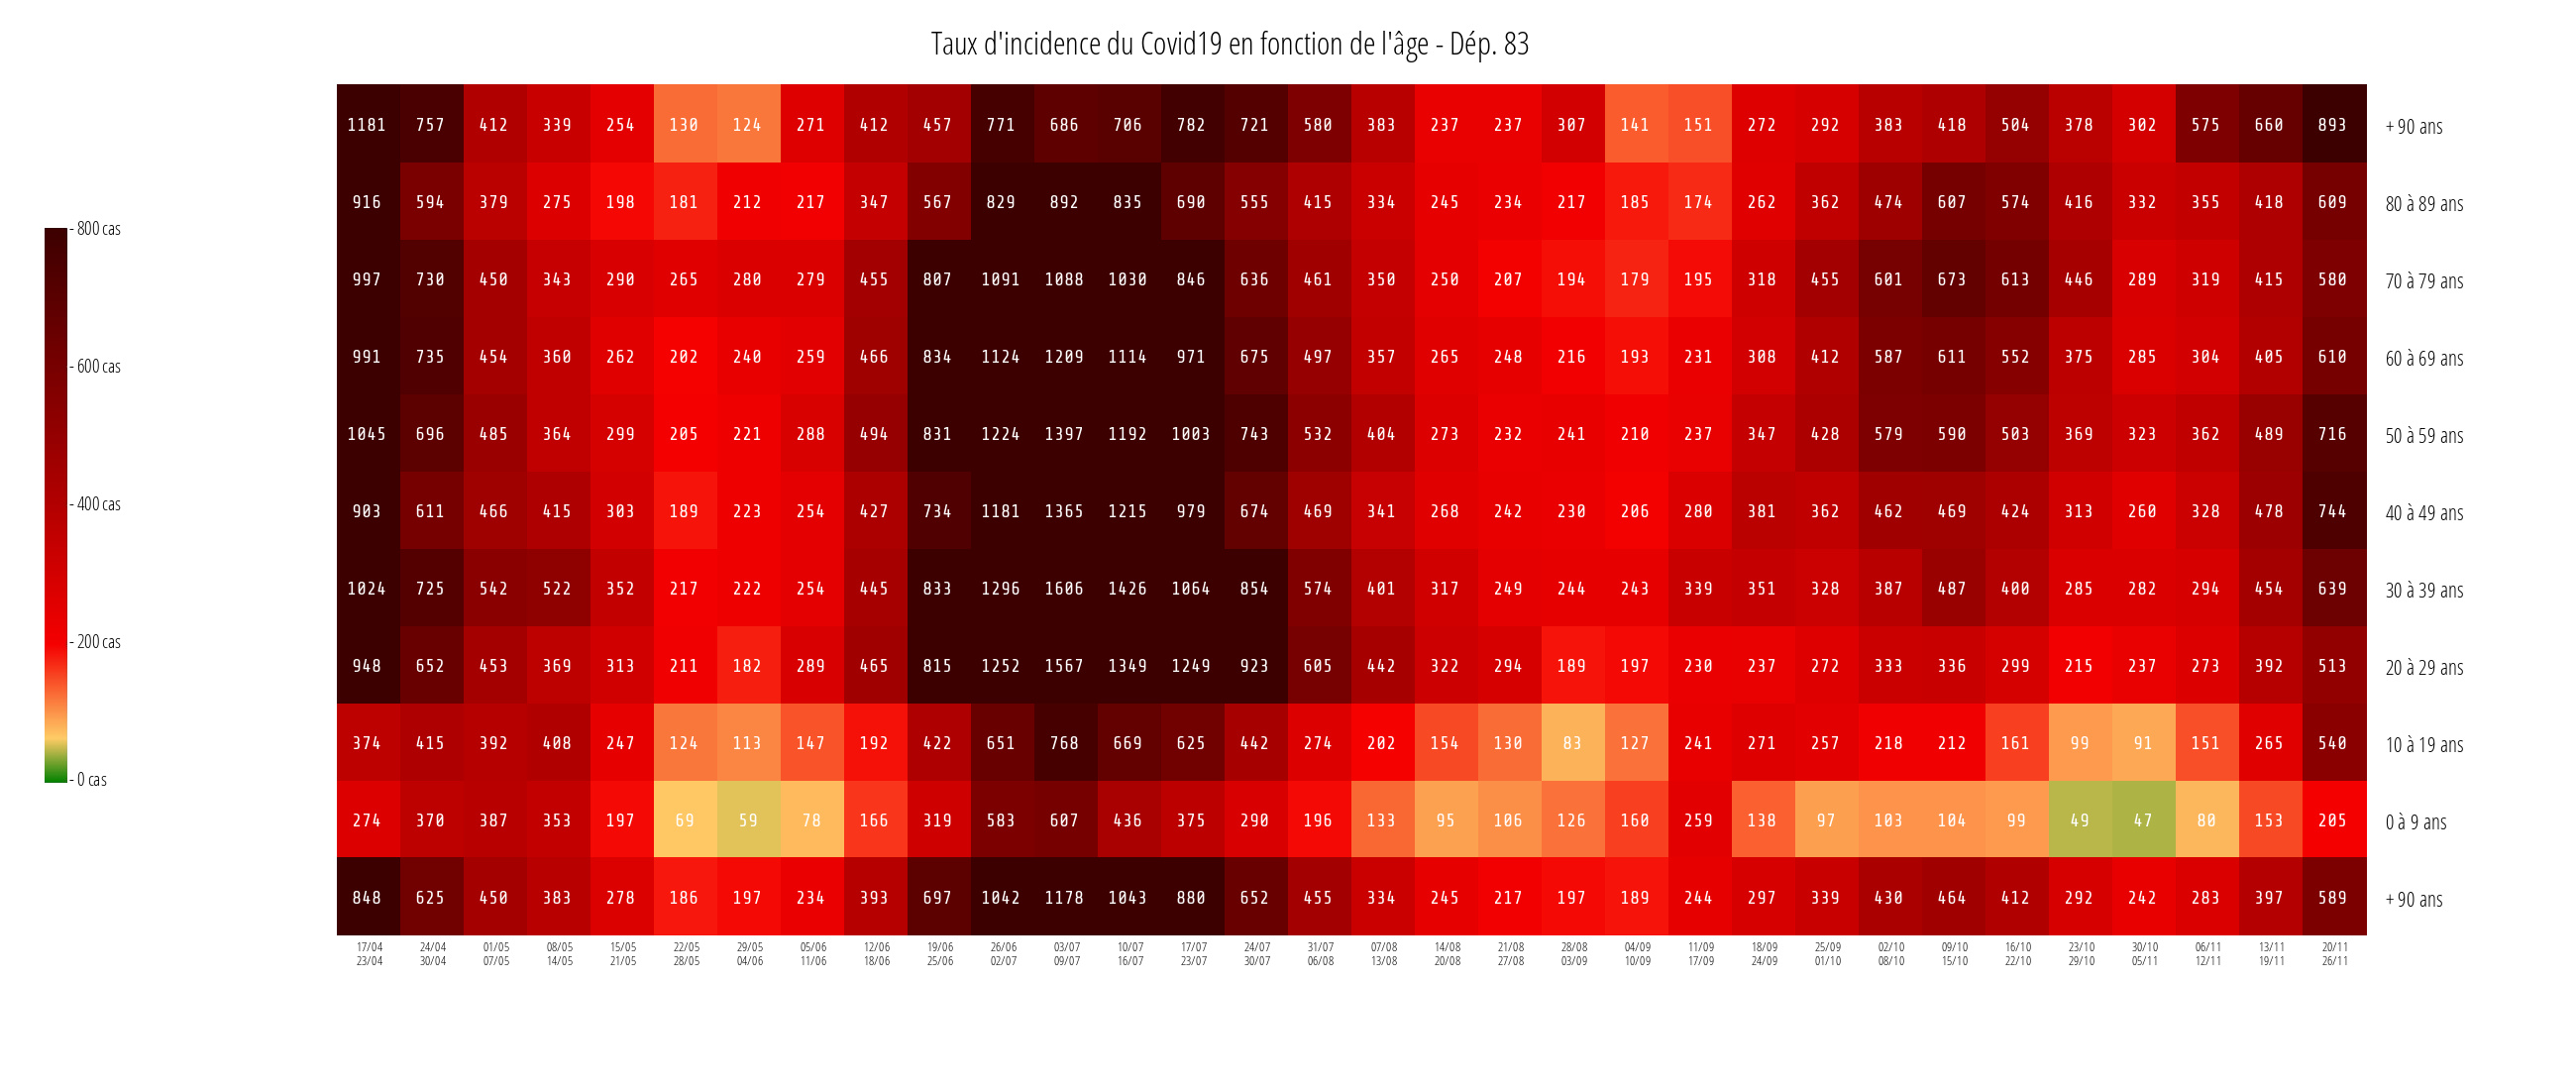 Taux d'incidence du Covid19 en fonction de l'âge - Dép. 83
1181 757 412 339 254 130 124 271 412 457 771 686 706 782 721 580 383 237 237 307 141 151 272 292 383 418 504 378 302 575 660 893 + 90 ans
916 594 379 275 198 181 212 217 347 567 829 892 835 690 555 415 334 245 234 217 185 174 262 362 474 607 574 416 332 355 418 609 80 à 89 ans
- 800 cas
997 730 450 343 290 265 280 279 455 807 1091 1088 1030 846 636 461 350 250 207 194 179 195 318 455 601 673 613 446 289 319 415 580 70 à 79 ans
991 735 454 360 262 202 240 259 466 834 1124 1209 1114 971 675 497 357 265 248 216 193 231 308 412 587 611 552 375 285 304 405 610 60 à 69 ans
- 600 cas
1045 696 485 364 299 205 221 288 494 831 1224 1397 1192 1003 743 532 404 273 232 241 210 237 347 428 579 590 503 369 323 362 489 716 50 à 59 ans
- 400 cas
903 611 466 415 303 189 223 254 427 734 1181 1365 1215 979 674 469 341 268 242 230 206 280 381 362 462 469 424 313 260 328 478 744 40 à 49 ans
1024 725 542 522 352 217 222 254 445 833 1296 1606 1426 1064 854 574 401 317 249 244 243 339 351 328 387 487 400 285 282 294 454 639 30 à 39 ans
- 200 cas
948 652 453 369 313 211 182 289 465 815 1252 1567 1349 1249 923 605 442 322 294 189 197 230 237 272 333 336 299 215 237 273 392 513 20 à 29 ans
374 415 392 408 247 124 113 147 192 422 651 768 669 625 442 274 202 154 130 83 127 241 271 257 218 212 161 99 91 151 265 540 10 à 19 ans
- 0 cas
274 370 387 353 197 69 59 78 166 319 583 607 436 375 290 196 133 95 106 126 160 259 138 97 103 104 99 49 47 80 153 205 0 à 9 ans
848 625 450 383 278 186 197 234 393 697 1042 1178 1043 880 652 455 334 245 217 197 189 244 297 339 430 464 412 292 242 283 397 589 + 90 ans
17/04 24/04 01/05 08/05 15/05 22/05 29/05 05/06 12/06 19/06 26/06 03/07 10/07 17/07 24/07 31/07 07/08 14/08 21/08 28/08 04/09 11/09 18/09 25/09 02/10 09/10 16/10 23/10 30/10 06/11 13/11 20/11
23/04 30/04 07/05 14/05 21/05 28/05 04/06 11/06 18/06 25/06 02/07 09/07 16/07 23/07 30/07 06/08 13/08 20/08 27/08 03/09 10/09 17/09 24/09 01/10 08/10 15/10 22/10 29/10 05/11 12/11 19/11 26/11